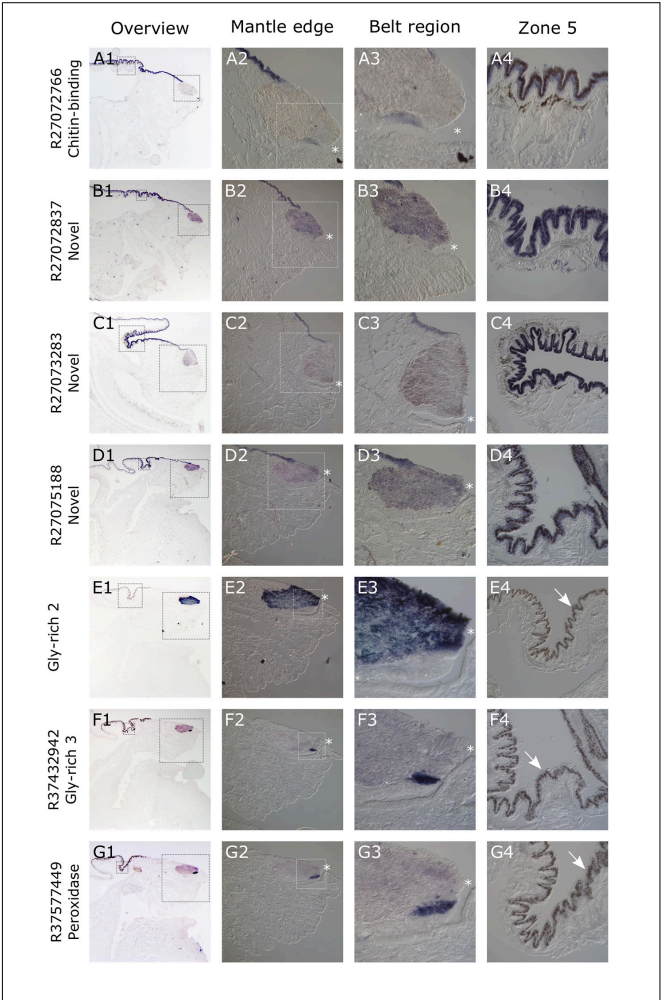 Overview Mantle edge Belt region Zone 5
R27072766
Chitin-binding
A1 A2 A3 A4
* *
R27072837
Novel
B1 B2 B3 B4
* *
R27073283
Novel
C1 C2 C3 C4
* *
R27075188
Novel
D1 D2 D3 D4
* *
Gly-rich 2
E1 E2 E3 E4
* *
R37432942
Gly-rich 3
F1 F2 F3 F4
* *
R37577449
Peroxidase
G1 G2 G3 G4
* *